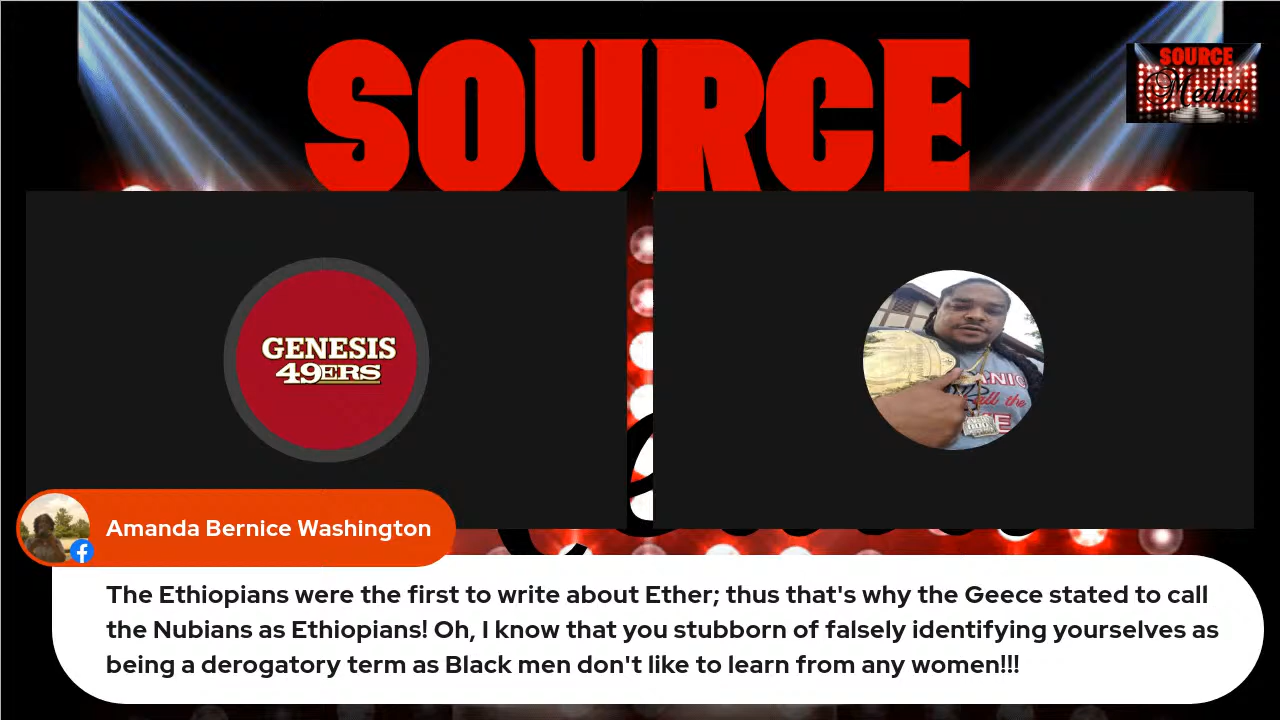 SOURCE
SOURCE
Media
GENESIS
49ERS
all the
Amanda Bernice Washington
The Ethiopians were the first to write about Ether; thus that's why the Geece stated to call
the Nubians as Ethiopians! Oh, I know that you stubborn of falsely identifying yourselves as
being a derogatory term as Black men don't like to learn from any women!!!